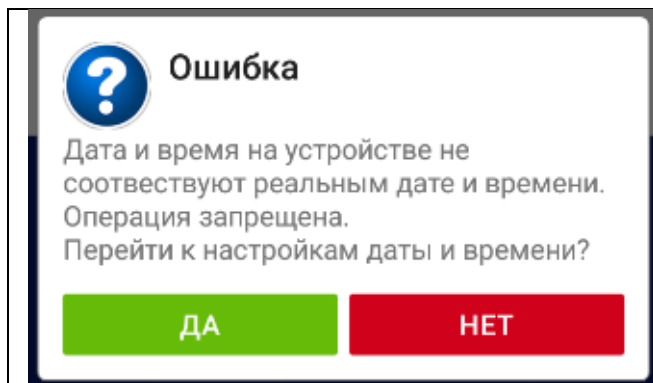 Ошибка
Дата и время на устройстве не
соотвествуют реальным дате и времени.
Операция запрещена.
Перейти к настройкам даты и времени?
ДА НЕТ